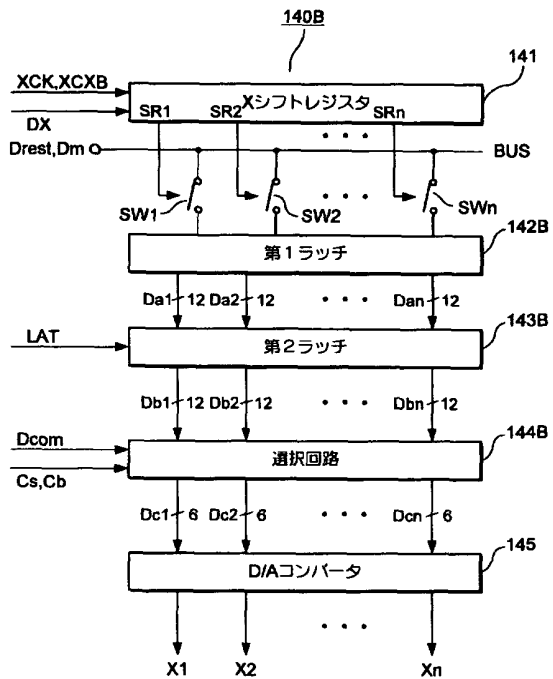 140B
XCK,XCXB
141
Xシフトレジスタ
SR1 SR2 SRn
DX
・・・
Drest,Dm
BUS
SW1 SW2 ・・・ SWn
142B
第1ラッチ
Da1 12 Da2 12 ・・・ Dan 12
143B
LAT
第2ラッチ
Db1 12 Db2 12 ・・・ Dbn 12
144B
Dcom
選択回路
Cs,Cb
Dc1 6 Dc2 6 ・・・ Dcn 6
145
D/Aコンバータ
・・・
X1 X2 Xn